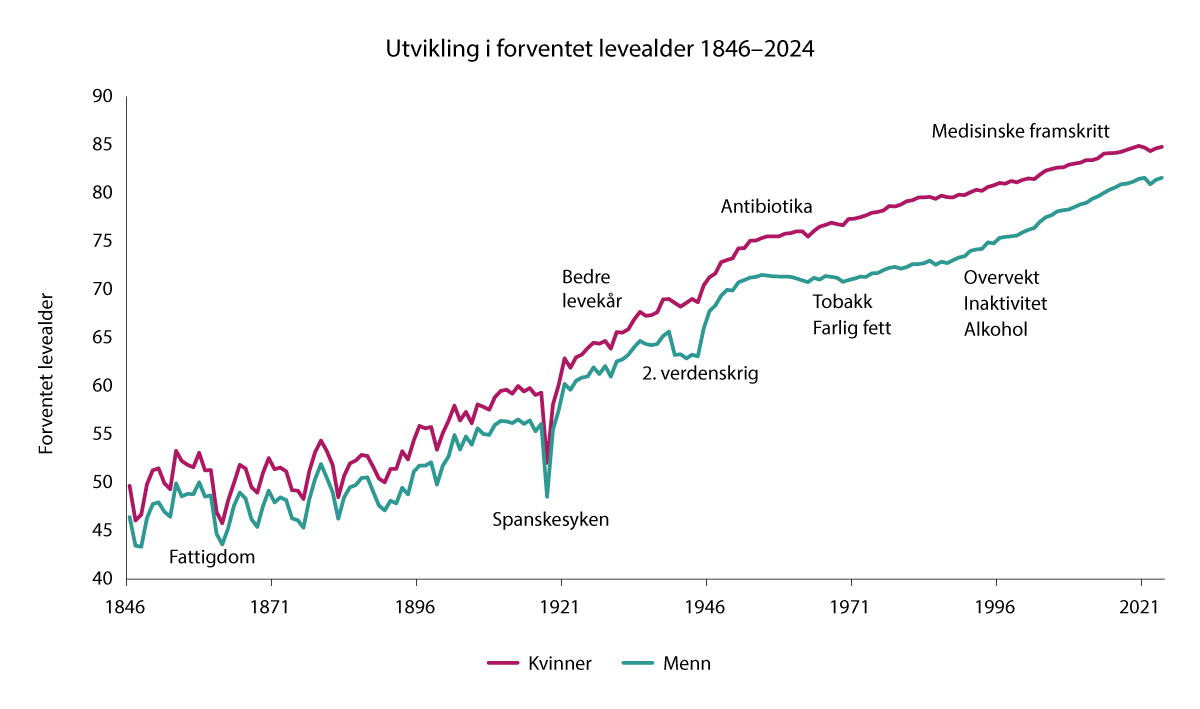 Utvikling i forventet levealder 1846–2024
Forventet levealder
90
85
80
75
70
65
60
55
50
45
40
Medisinske framskritt
Antibiotika
Bedre
levekår
Tobakk
Farlig fett
Overvekt
Inaktivitet
Alkohol
2. verdenskrig
Spanskesyken
Fattigdom
1846
1871
1896
1921
1946
1971
1996
2021
Kvinner
Menn